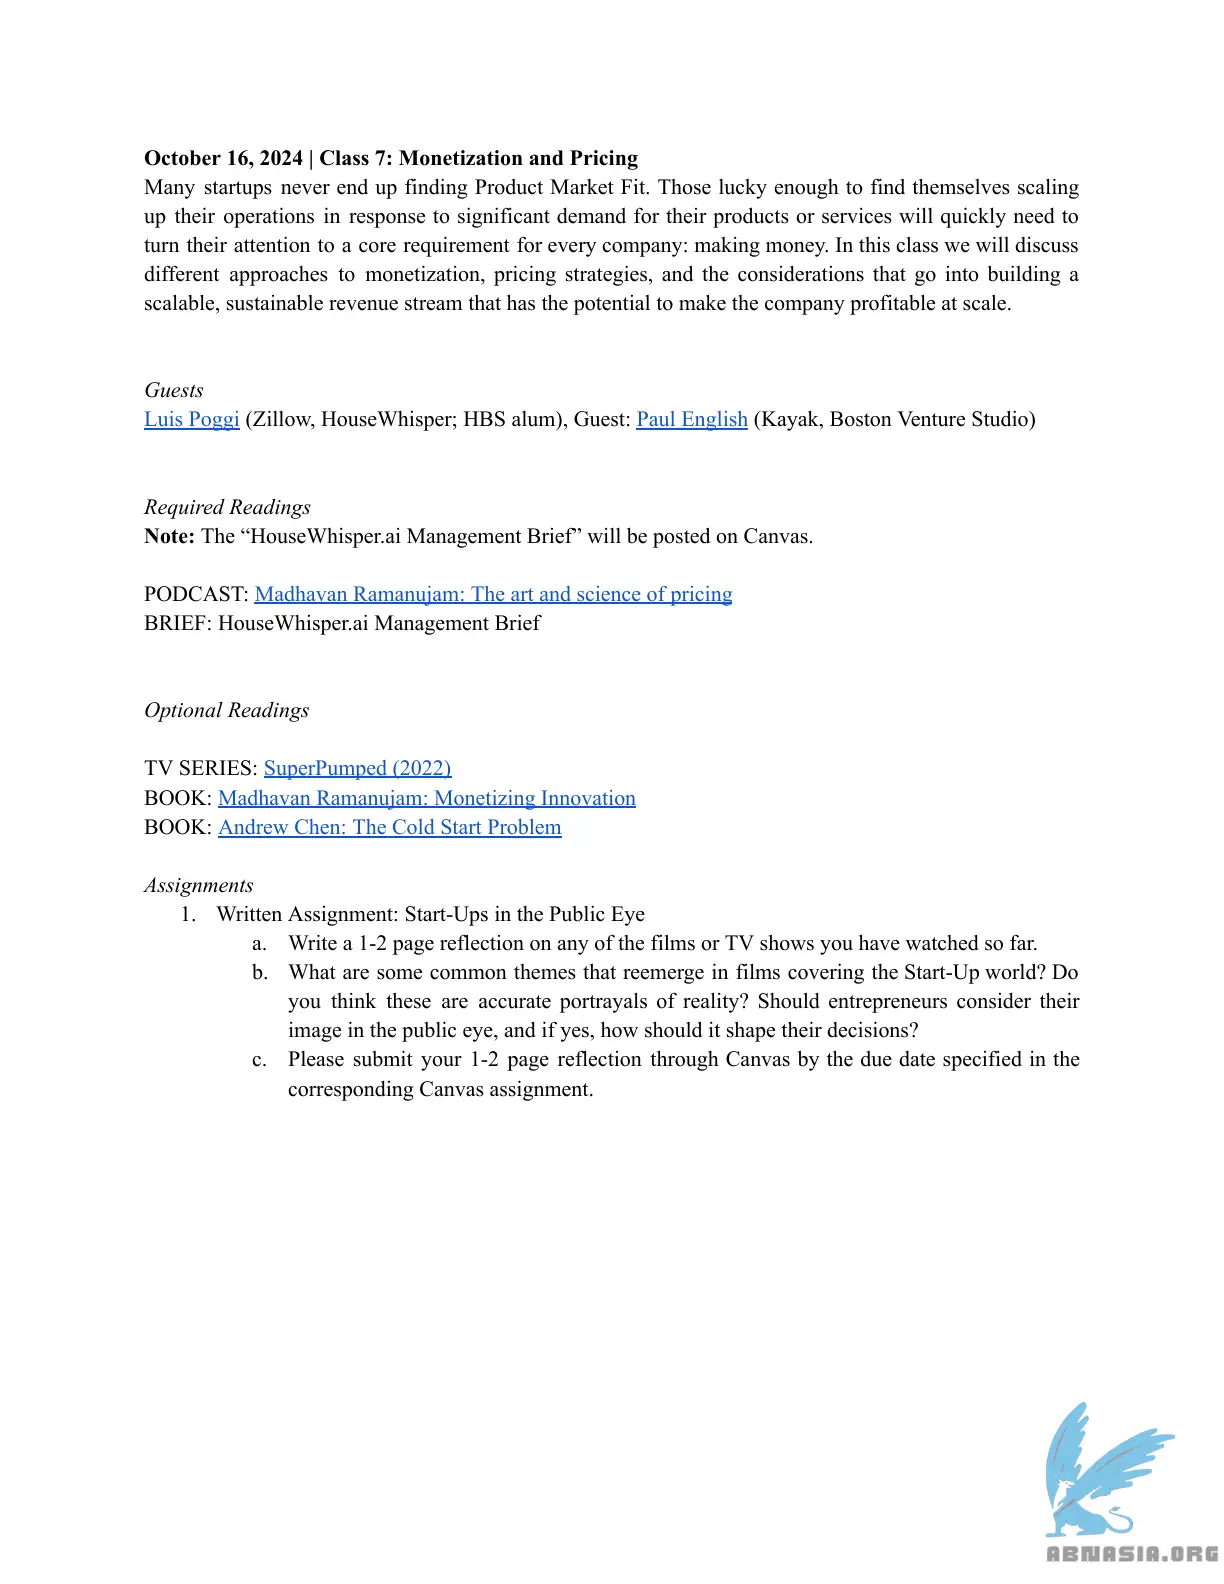 October 16, 2024 | Class 7: Monetization and Pricing
Many startups never end up finding Product Market Fit. Those lucky enough to find themselves scaling
up their operations in response to significant demand for their products or services will quickly need to
turn their attention to a core requirement for every company: making money. In this class we will discuss
different approaches to monetization, pricing strategies, and the considerations that go into building a
scalable, sustainable revenue stream that has the potential to make the company profitable at scale.
Guests
Luis Poggi (Zillow, HouseWhisper; HBS alum), Guest: Paul English (Kayak, Boston Venture Studio)
Required Readings
Note: The “HouseWhisper.ai Management Brief” will be posted on Canvas.
PODCAST: Madhavan Ramanujam: The art and science of pricing
BRIEF: HouseWhisper.ai Management Brief
Optional Readings
TV SERIES: SuperPumped (2022)
BOOK: Madhavan Ramanujam: Monetizing Innovation
BOOK: Andrew Chen: The Cold Start Problem
Assignments
1. Written Assignment: Start-Ups in the Public Eye
a. Write a 1-2 page reflection on any of the films or TV shows you have watched so far.
b. What are some common themes that reemerge in films covering the Start-Up world? Do
you think these are accurate portrayals of reality? Should entrepreneurs consider their
image in the public eye, and if yes, how should it shape their decisions?
c. Please submit your 1-2 page reflection through Canvas by the due date specified in the
corresponding Canvas assignment.
ABNASIA.ORG